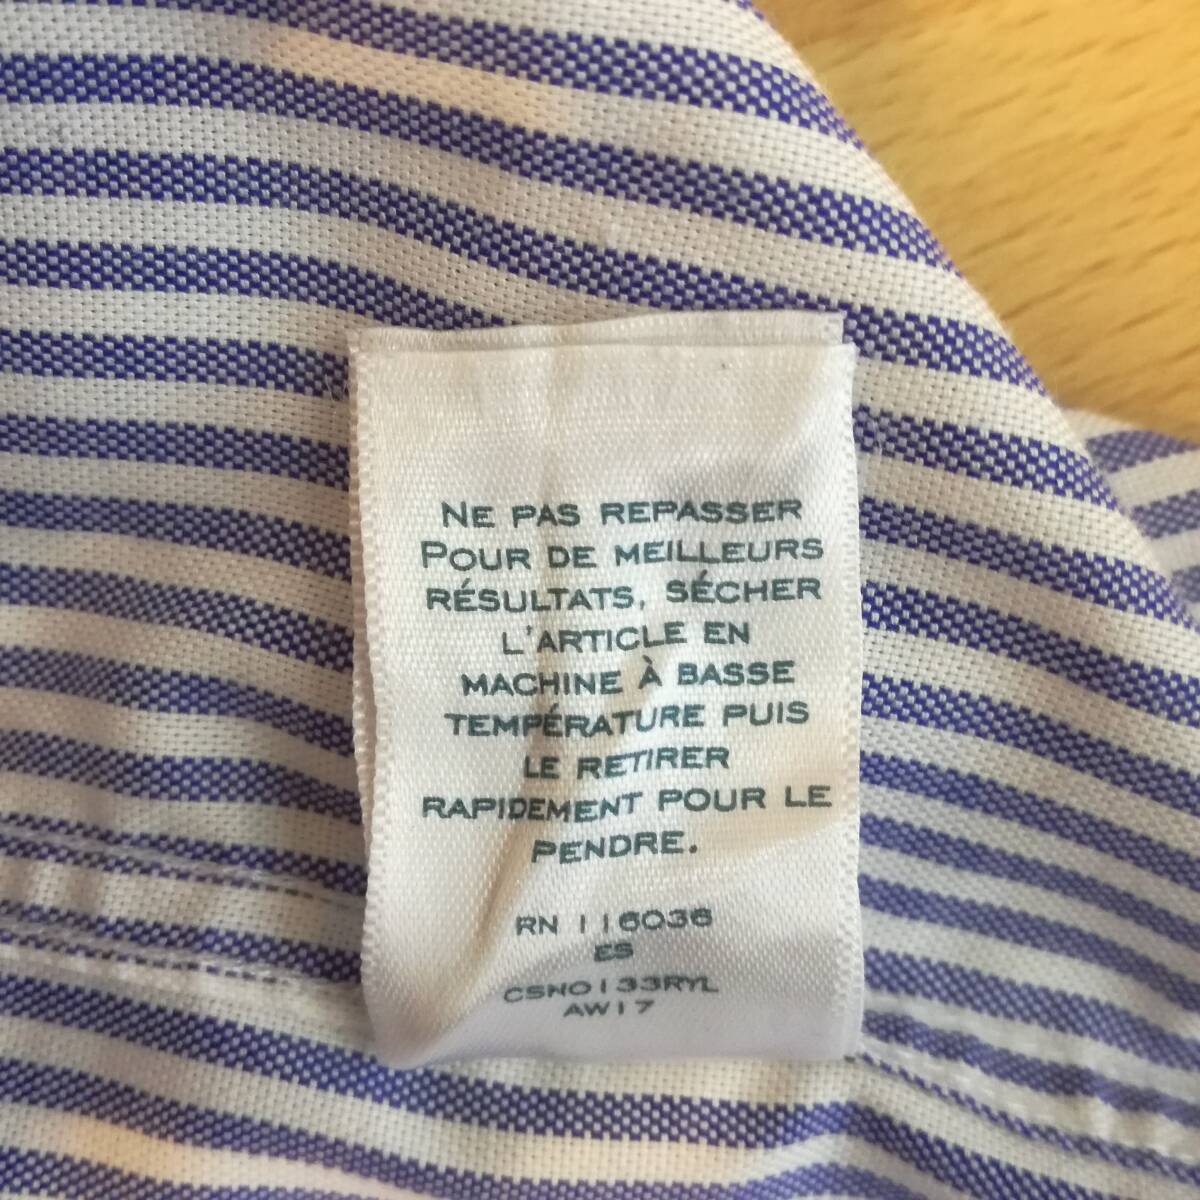 NE PAS REPASSER
POUR DE MEILLEURS
RÉSULTATS, SÉCHER
L'ARTICLE EN
MACHINE À BASSE
TEMPÉRATURE PUIS
LE RETIRER
RAPIDEMENT POUR LE
PENDRE.
RN 116036
ES
CSNO133RYL
AW17